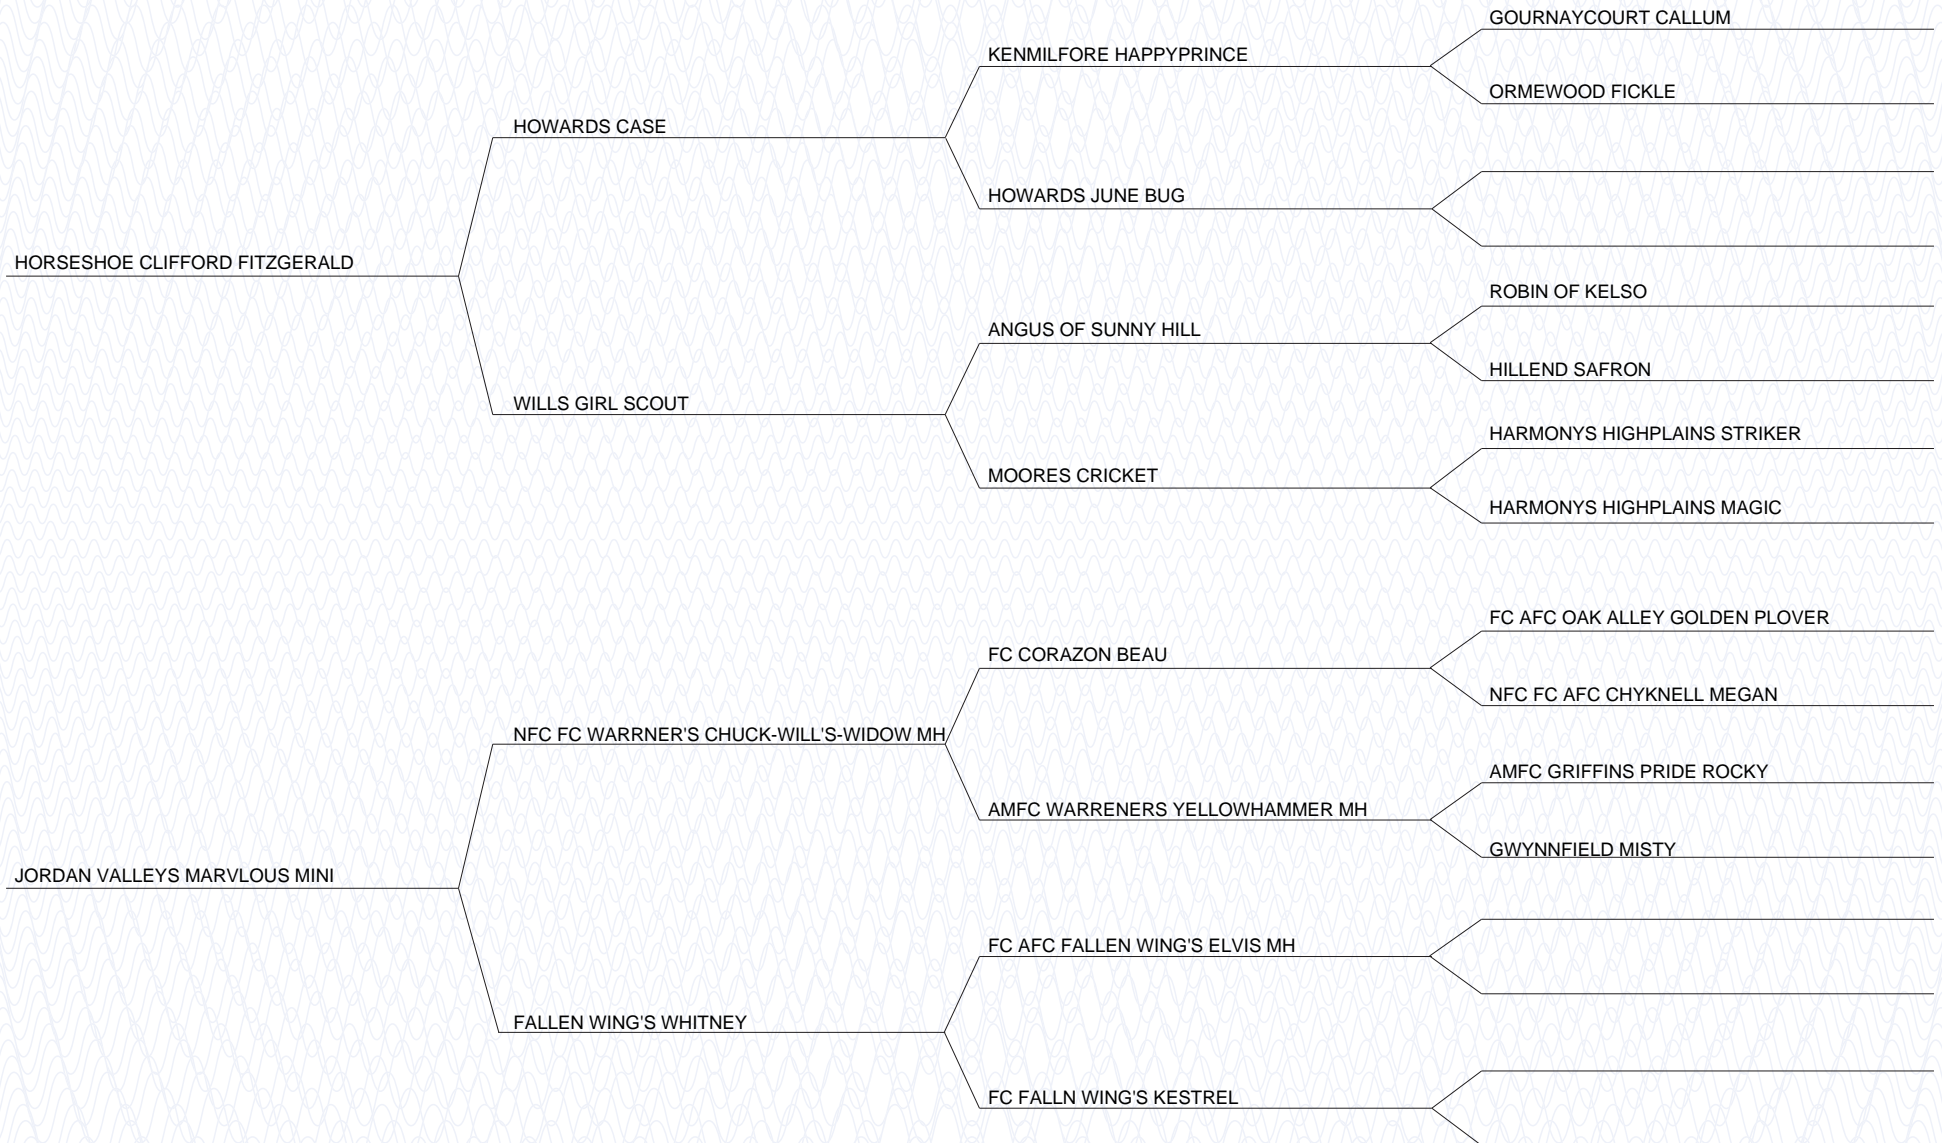 GOURNAYCOURT CALLUM
KENMILFORE HAPPYPRINCE
ORMEWOOD FICKLE
HOWARDS CASE
HOWARDS JUNE BUG
HORSESHOE CLIFFORD FITZGERALD
ROBIN OF KELSO
ANGUS OF SUNNY HILL
HILLEND SAFRON
WILLS GIRL SCOUT
HARMONYS HIGHPLAINS STRIKER
MOORES CRICKET
HARMONYS HIGHPLAINS MAGIC
FC AFC OAK ALLEY GOLDEN PLOVER
FC CORAZON BEAU
NFC FC AFC CHYKNELL MEGAN
NFC FC WARRNER'S CHUCK-WILL'S-WIDOW MH
AMFC GRIFFINS PRIDE ROCKY
AMFC WARRENERS YELLOWHAMMER MH
GWYNNFIELD MISTY
JORDAN VALLEYS MARVLOUS MINI
FC AFC FALLEN WING'S ELVIS MH
FALLEN WING'S WHITNEY
FC FALLN WING'S KESTREL